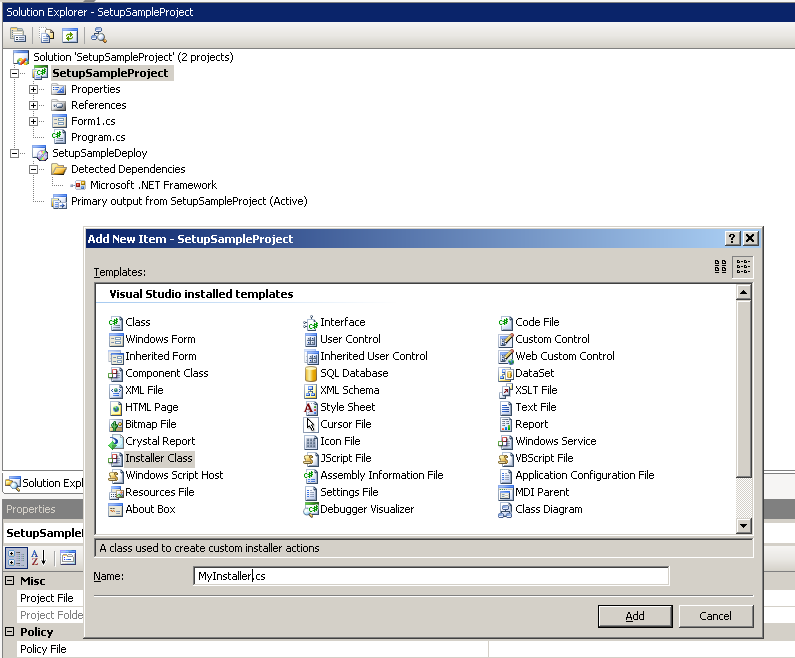 Solution Explorer - SetupSampleProject
Solution 'SetupSampleProject' (2 projects)
SetupSampleProject
Properties
References
Form1.cs
Program.cs
SetupSampleDeploy
Detected Dependencies
Microsoft .NET Framework
Primary output from SetupSampleProject (Active)
Add New Item - SetupSampleProject
Templates:
Visual Studio installed templates
Class Interface Code File
Windows Form User Control Custom Control
Inherited Form Inherited User Control Web Custom Control
Component Class SQL Database DataSet
XML File XML Schema XSLT File
HTML Page Style Sheet Text File
Bitmap File Cursor File Report
Crystal Report Icon File Windows Service
Installer Class JScript File VBScript File
Windows Script Host Assembly Information File Application Configuration File
Resources File Settings File MDI Parent
About Box Debugger Visualizer Class Diagram
A class used to create custom installer actions
Name: MyInstaller.cs
Add Cancel
Solution Expl
Properties
SetupSampleI
Misc
Project File
Project Folde
Policy
Policy File